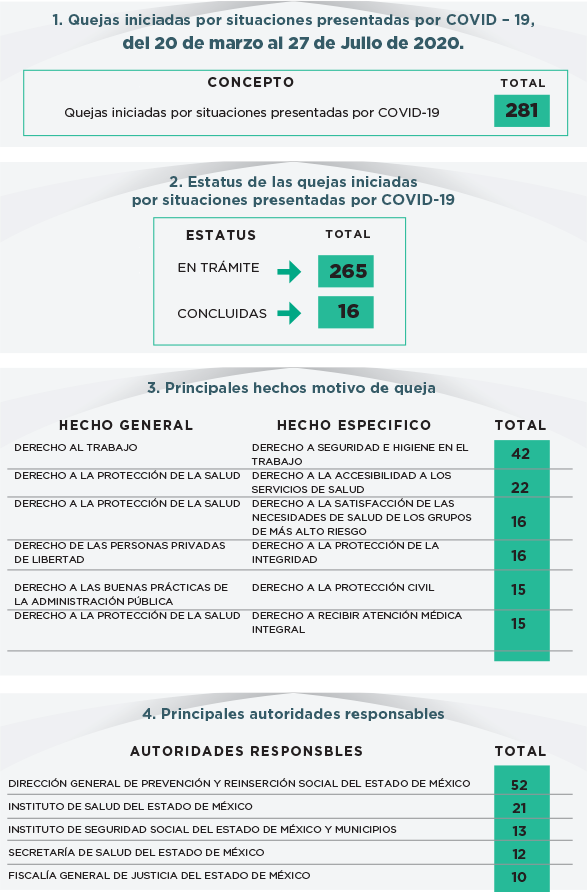 1. Quejas iniciadas por situaciones presentadas por COVID – 19,
del 20 de marzo al 27 de Julio de 2020.
CONCEPTO TOTAL
Quejas iniciadas por situaciones presentadas por COVID-19 281
2. Estatus de las quejas iniciadas
por situaciones presentadas por COVID-19
ESTATUS TOTAL
EN TRÁMITE 265
CONCLUIDAS 16
3. Principales hechos motivo de queja
HECHO GENERAL HECHO ESPECIFICO TOTAL
DERECHO AL TRABAJO DERECHO A SEGURIDAD E HIGIENE EN EL
TRABAJO 42
DERECHO A LA PROTECCIÓN DE LA SALUD DERECHO A LA ACCESIBILIDAD A LOS
SERVICIOS DE SALUD 22
DERECHO A LA PROTECCIÓN DE LA SALUD DERECHO A LA SATISFACCIÓN DE LAS
NECESIDADES DE SALUD DE LOS GRUPOS 16
DE MÁS ALTO RIESGO
DERECHO DE LAS PERSONAS PRIVADAS DERECHO A LA PROTECCIÓN DE LA
DE LIBERTAD INTEGRIDAD 16
DERECHO A LAS BUENAS PRÁCTICAS DE DERECHO A LA PROTECCIÓN CIVIL 15
LA ADMINISTRACIÓN PÚBLICA
DERECHO A LA PROTECCIÓN DE LA SALUD DERECHO A RECIBIR ATENCIÓN MÉDICA 15
INTEGRAL
4. Principales autoridades responsables
AUTORIDADES RESPONSBLES TOTAL
DIRECCIÓN GENERAL DE PREVENCIÓN Y REINSERCIÓN SOCIAL DEL ESTADO DE MÉXICO 52
INSTITUTO DE SALUD DEL ESTADO DE MÉXICO 21
INSTITUTO DE SEGURIDAD SOCIAL DEL ESTADO DE MÉXICO Y MUNICIPIOS 13
SECRETARÍA DE SALUD DEL ESTADO DE MÉXICO 12
FISCALÍA GENERAL DE JUSTICIA DEL ESTADO DE MÉXICO 10